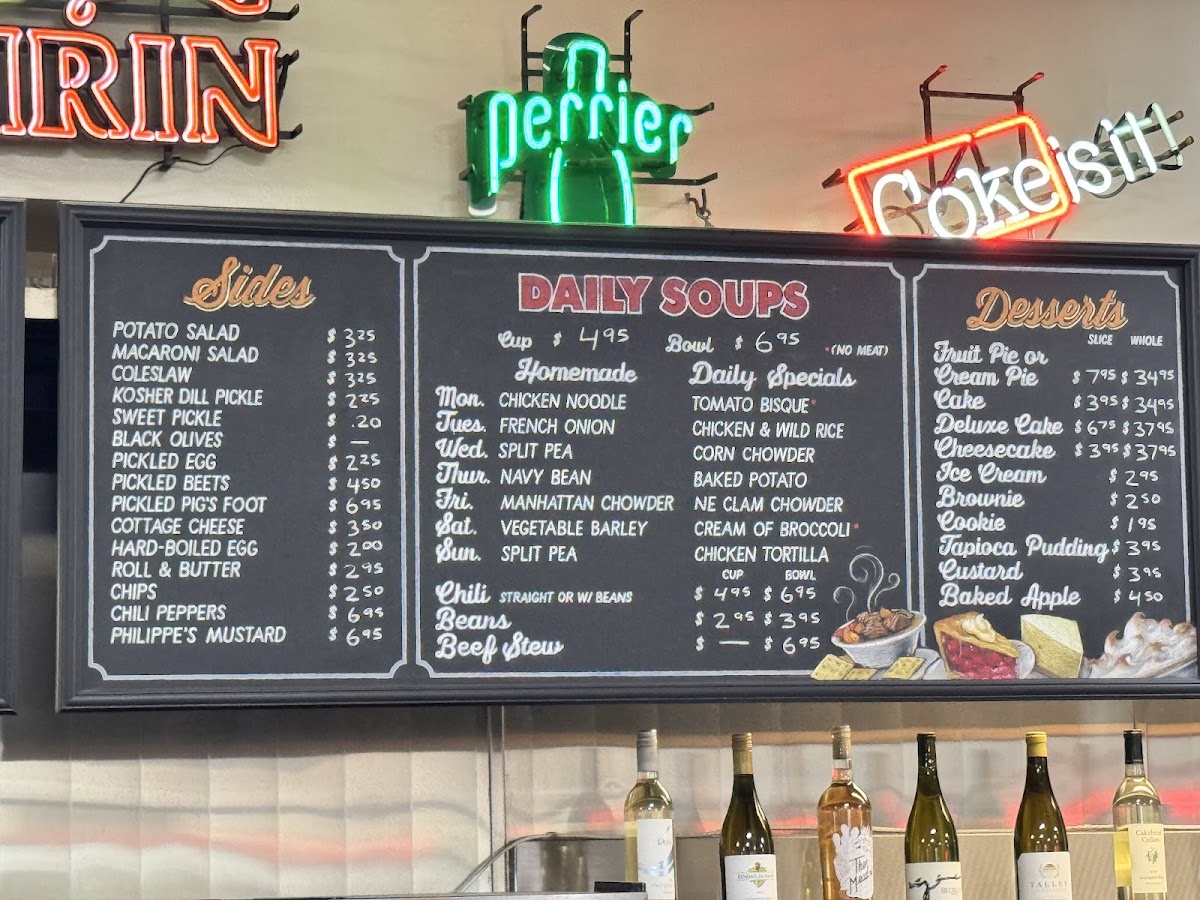 KIRIN
perrier
Coke is it!
Sides
POTATO SALAD $ 3 25
MACARONI SALAD $ 3 25
COLESLAW $ 3 25
KOSHER DILL PICKLE $ 2 25
SWEET PICKLE $ .20
BLACK OLIVES $ —
PICKLED EGG $ 2 25
PICKLED BEETS $ 4 50
PICKLED PIG'S FOOT $ 6 95
COTTAGE CHEESE $ 3 50
HARD-BOILED EGG $ 2 00
ROLL & BUTTER $ 2 95
CHIPS $ 2 50
CHILI PEPPERS $ 6 95
PHILIPPE'S MUSTARD $ 6 95
DAILY SOUPS
Cup $ 4 95 Bowl $ 6 95 *(NO MEAT)
Homemade Daily Specials
Mon. CHICKEN NOODLE TOMATO BISQUE*
Tues. FRENCH ONION CHICKEN & WILD RICE
Wed. SPLIT PEA CORN CHOWDER
Thur. NAVY BEAN BAKED POTATO
Fri. MANHATTAN CHOWDER NE CLAM CHOWDER
Sat. VEGETABLE BARLEY CREAM OF BROCCOLI*
Sun. SPLIT PEA CHICKEN TORTILLA
CUP BOWL
Chili STRAIGHT OR W/ BEANS $ 4 95 $ 6 95
Beans $ 2 95 $ 3 95
Beef Stew $ — $ 6 95
Desserts
SLICE WHOLE
Fruit Pie or
Cream Pie $ 7 95 $ 34 95
Cake $ 3 95 $ 34 95
Deluxe Cake $ 6 75 $ 37 95
Cheesecake $ 3 95 $ 37 95
Ice Cream $ 2 95
Brownie $ 2 50
Cookie $ 1 95
Tapioca Pudding $ 3 95
Custard $ 3 95
Baked Apple $ 4 50
TALLEY
Cakebread
Cellars